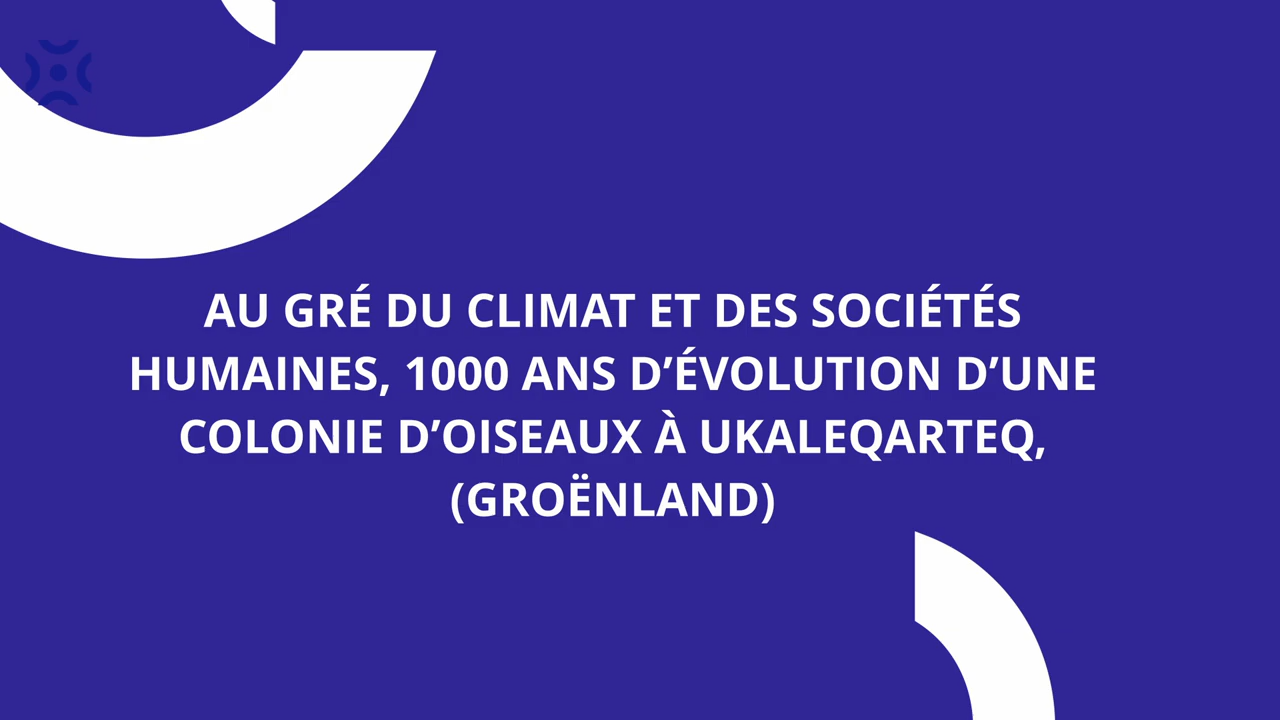 AU GRÉ DU CLIMAT ET DES SOCIÉTÉS
HUMAINES, 1000 ANS D’ÉVOLUTION D’UNE
COLONIE D’OISEAUX À UKALEQARTEQ,
(GROËNLAND)